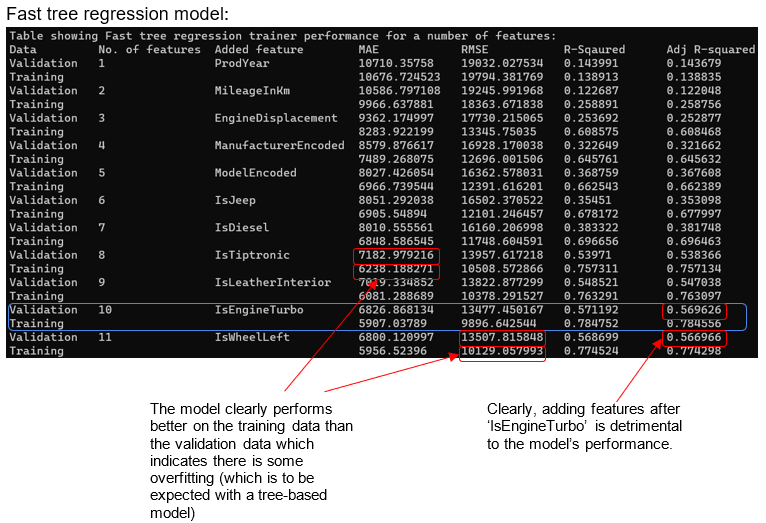 Fast tree regression model:
Table showing Fast tree regression trainer performance for a number of features:
Data No. of features Added feature MAE RMSE R-Sqaured Adj R-squared
Validation 1 ProdYear 10710.35758 19032.027534 0.143991 0.143679
Training 10676.724523 19794.381769 0.138913 0.138835
Validation 2 MileageInKm 10586.797108 19245.991968 0.122687 0.122048
Training 9966.637881 18363.671838 0.258891 0.258756
Validation 3 EngineDisplacement 9362.174997 17730.215065 0.253692 0.252877
Training 8283.922199 13345.75035 0.608575 0.608468
Validation 4 ManufacturerEncoded 8579.876617 16928.170038 0.322649 0.321662
Training 7489.268075 12696.001506 0.645761 0.645632
Validation 5 ModelEncoded 8027.426054 16362.578031 0.368759 0.367608
Training 6966.739544 12391.616201 0.662543 0.662389
Validation 6 IsJeep 8051.292038 16502.370522 0.35451 0.353098
Training 6905.54894 12101.246457 0.678172 0.677997
Validation 7 IsDiesel 8010.555561 16160.206998 0.383322 0.381748
Training 6848.586545 11748.604591 0.696656 0.696463
Validation 8 IsTiptronic 7182.979216 13957.617218 0.53971 0.538366
Training 6238.188271 10508.572866 0.757311 0.757134
Validation 9 IsLeatherInterior 7019.334852 13822.877299 0.548521 0.547038
Training 6081.288689 10378.291527 0.763291 0.763097
Validation 10 IsEngineTurbo 6826.868134 13477.450167 0.571192 0.569626
Training 5907.03789 9896.642544 0.784752 0.784556
Validation 11 IsWheelLeft 6800.120997 13507.815848 0.568699 0.566966
Training 5956.52396 10129.057993 0.774524 0.774298
The model clearly performs
better on the training data than
the validation data which
indicates there is some
overfitting (which is to be
expected with a tree-based
model)
Clearly, adding features after
‘IsEngineTurbo’ is detrimental
to the model’s performance.